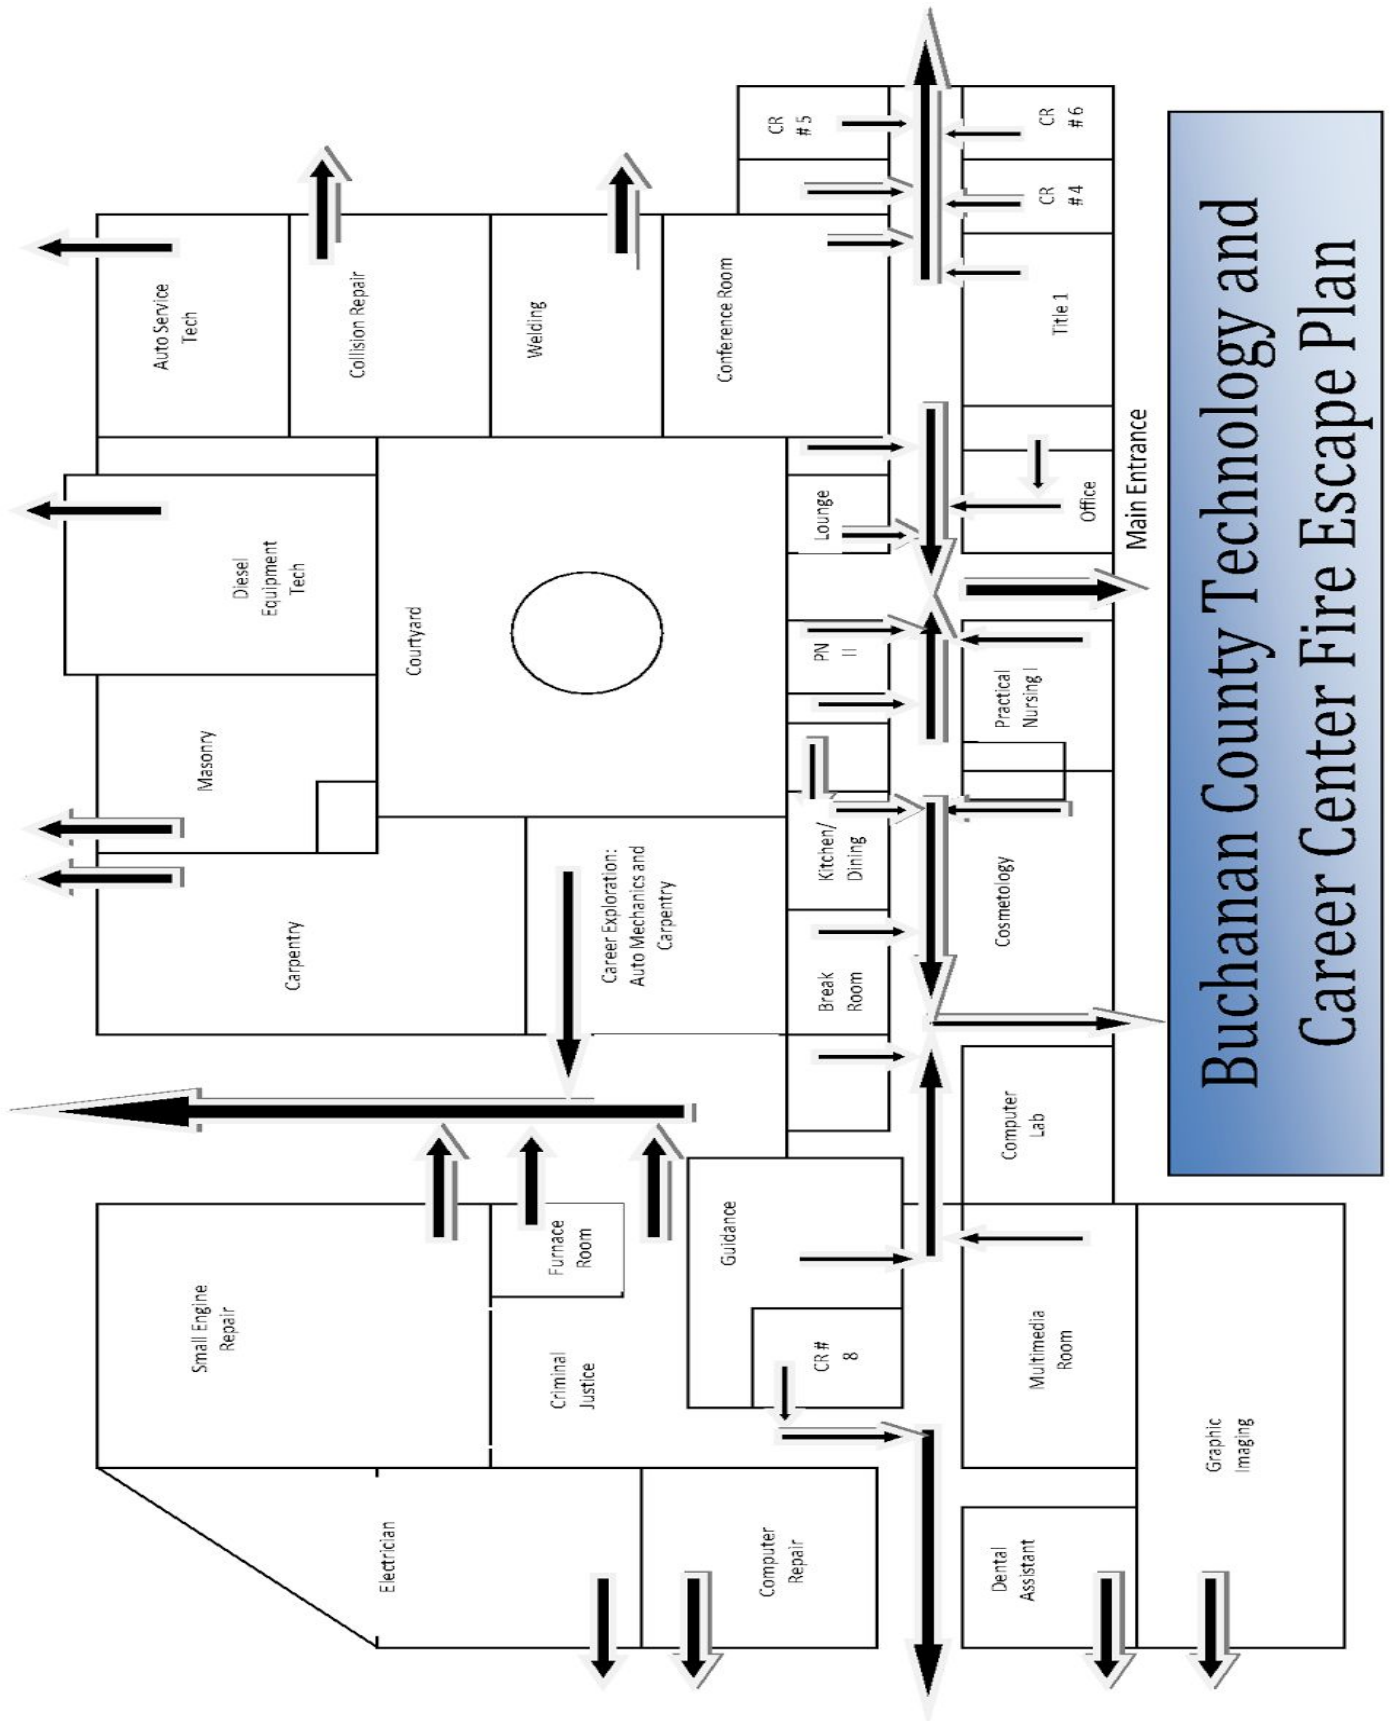 Small Engine
Repair
Carpentry
Masonry
Diesel
Equipment
Tech
Auto Service
Tech
Collision Repair
Electrician
Criminal
Justice
Furnace
Room
Career Exploration:
Auto Mechanics and
Carpentry
Courtyard
Welding
Computer
Repair
CR #
8
Guidance
Break
Room
Kitchen/
Dining
PN
II
Lounge
Conference Room
CR
# 5
Dental
Assistant
Multimedia
Room
Computer
Lab
Cosmetology
Practical
Nursing I
Office
Title 1
CR
# 4
CR
# 6
Graphic
Imaging
Main Entrance
Buchanan County Technology and
Career Center Fire Escape Plan